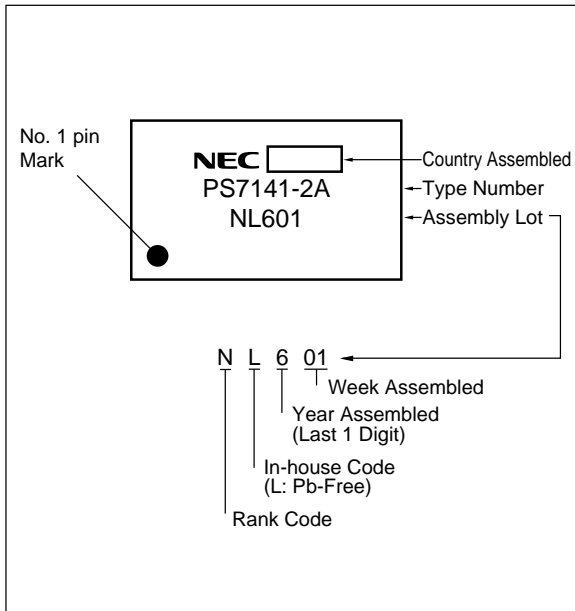 No. 1 pin
Mark
NEC
Country Assembled
PS7141-2A
Type Number
NL601
Assembly Lot
N L 6 01
Week Assembled
Year Assembled
(Last 1 Digit)
In-house Code
(L: Pb-Free)
Rank Code